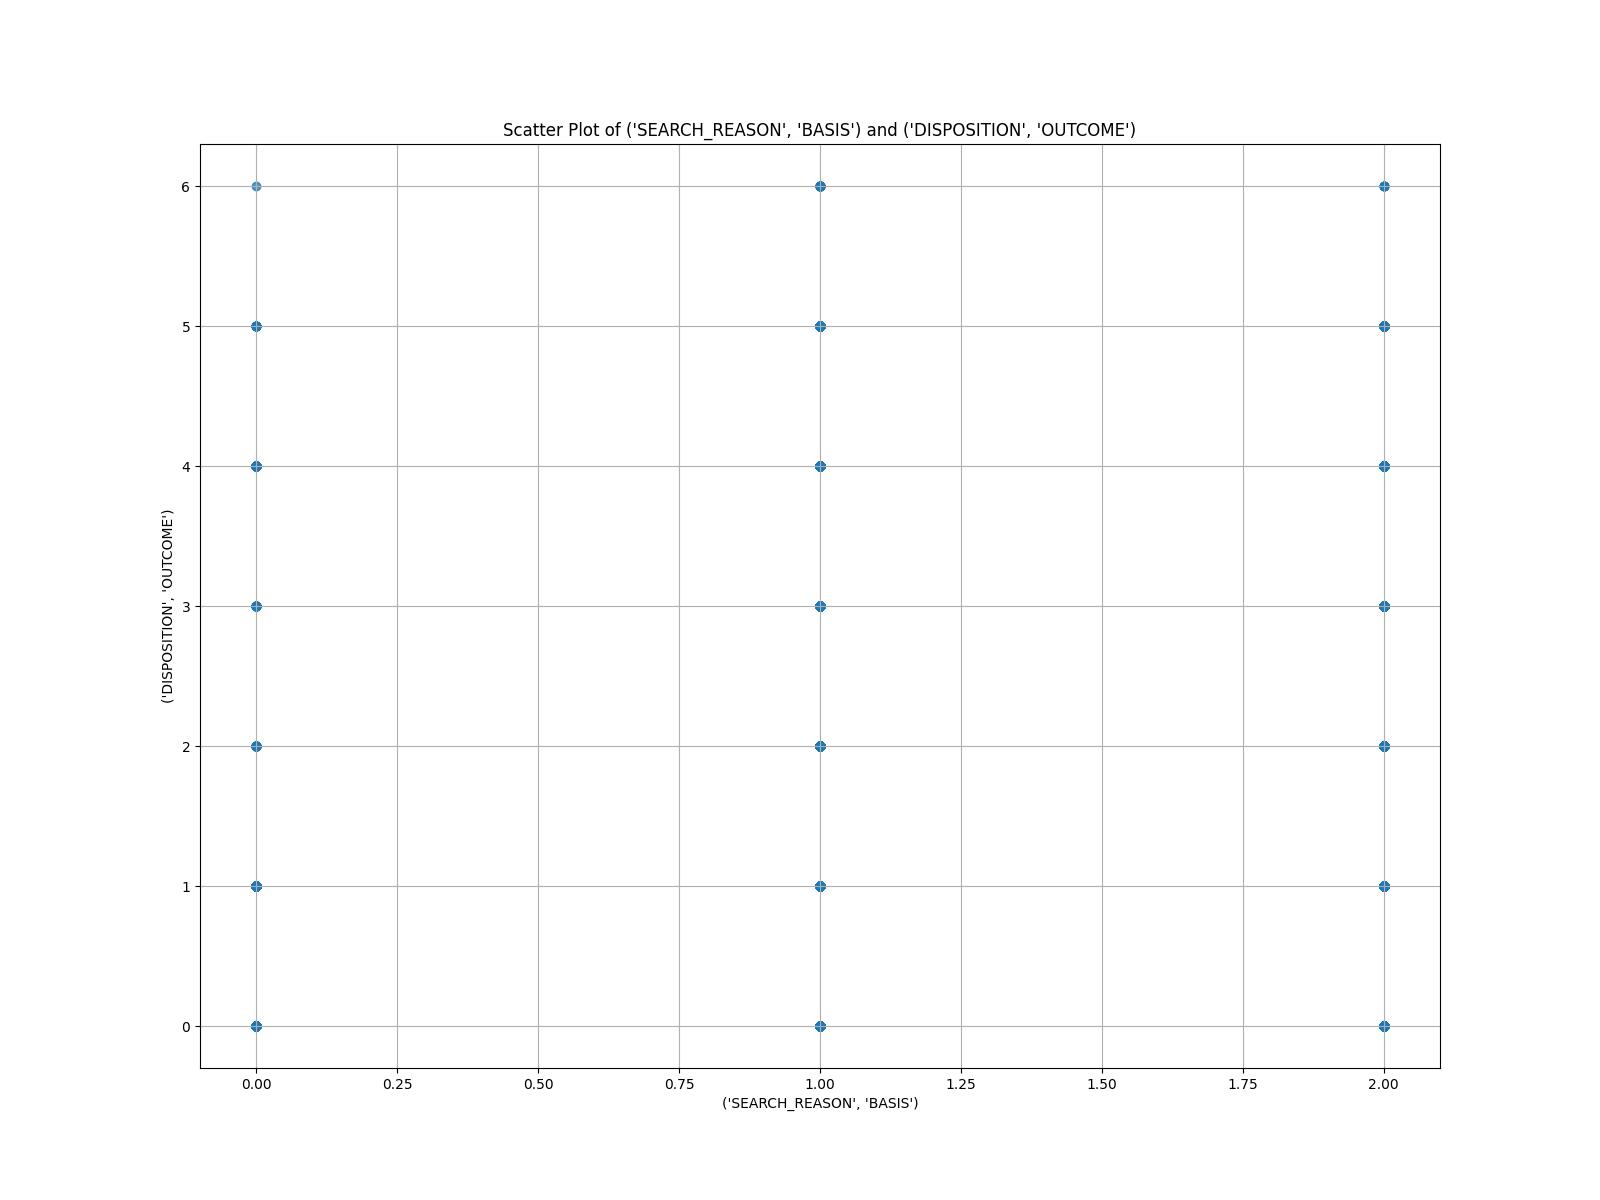 Scatter Plot of ('SEARCH_REASON', 'BASIS') and ('DISPOSITION', 'OUTCOME')
6
5
4
3
2
1
0
('DISPOSITION', 'OUTCOME')
0.00 0.25 0.50 0.75 1.00 1.25 1.50 1.75 2.00
('SEARCH_REASON', 'BASIS')